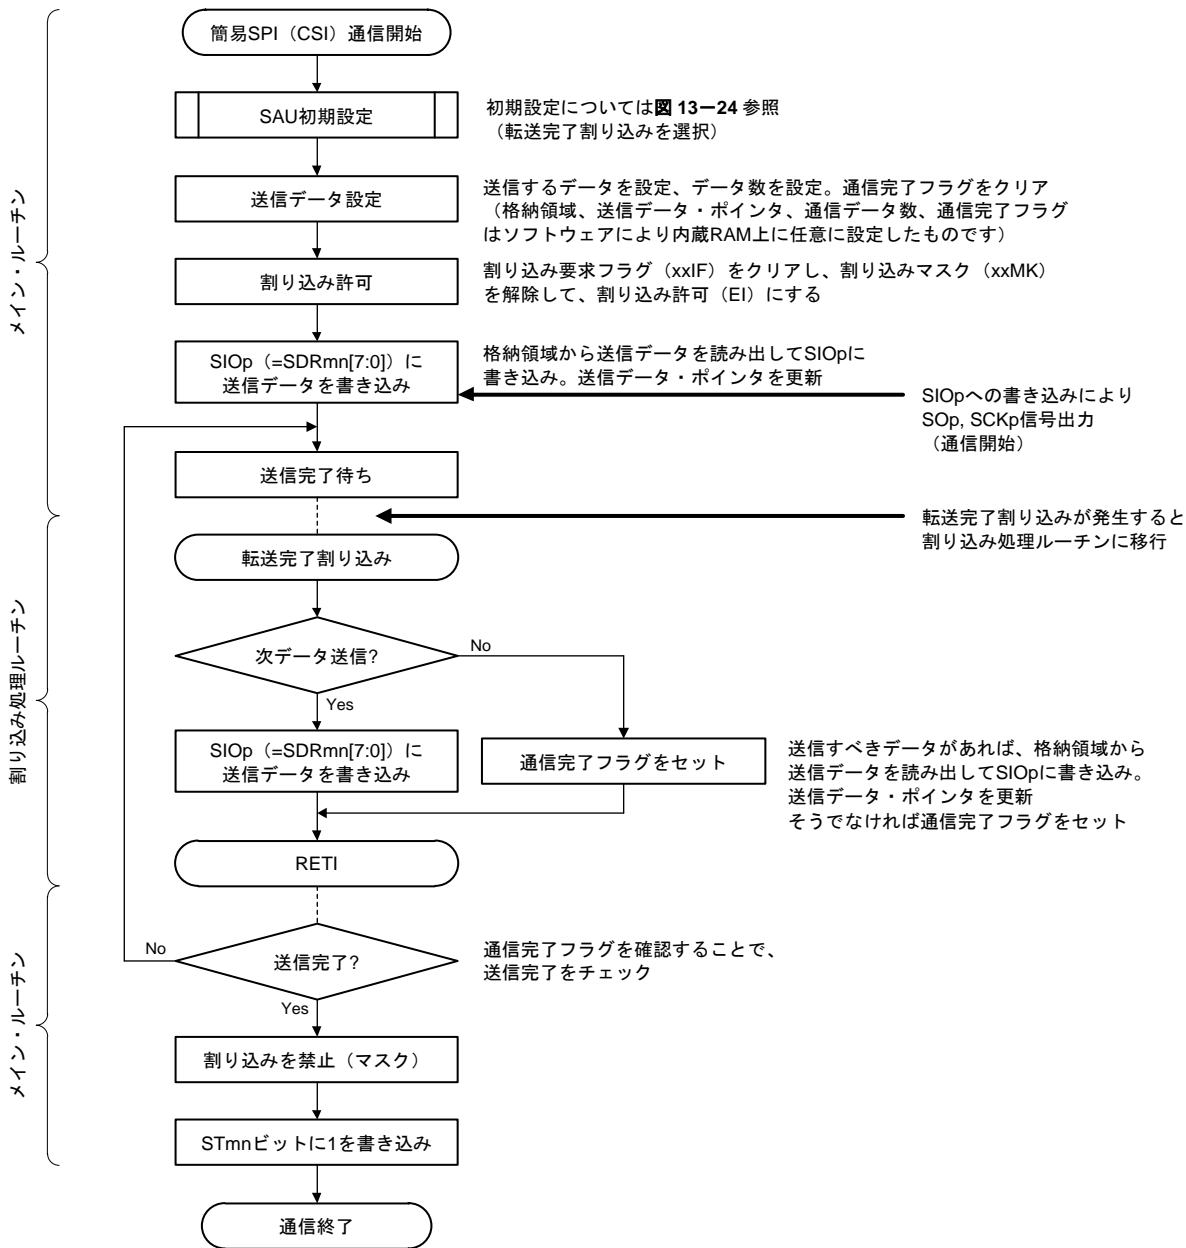 簡易SPI（CSI）通信開始
SAU初期設定
初期設定については図 13－24 参照
（転送完了割り込みを選択）
送信データ設定
送信するデータを設定、データ数を設定。通信完了フラグをクリア
（格納領域、送信データ・ポインタ、通信データ数、通信完了フラグ
はソフトウェアにより内蔵RAM上に任意に設定したものです）
メイン・ルーチン
割り込み許可
割り込み要求フラグ（xxIF）をクリアし、割り込みマスク（xxMK）
を解除して、割り込み許可（EI）にする
SIOp（=SDRmn[7:0]）に
送信データを書き込み
格納領域から送信データを読み出してSIOpに
書き込み。送信データ・ポインタを更新
SIOpへの書き込みにより
SOp, SCKp信号出力
（通信開始）
送信完了待ち
転送完了割り込みが発生すると
割り込み処理ルーチンに移行
転送完了割り込み
割り込み処理ルーチン
次データ送信?
No
Yes
SIOp（=SDRmn[7:0]）に
送信データを書き込み
通信完了フラグをセット
送信すべきデータがあれば、格納領域から
送信データを読み出してSIOpに書き込み。
送信データ・ポインタを更新
そうでなければ通信完了フラグをセット
RETI
メイン・ルーチン
No
送信完了?
通信完了フラグを確認することで、
送信完了をチェック
Yes
割り込みを禁止（マスク）
STmnビットに1を書き込み
通信終了